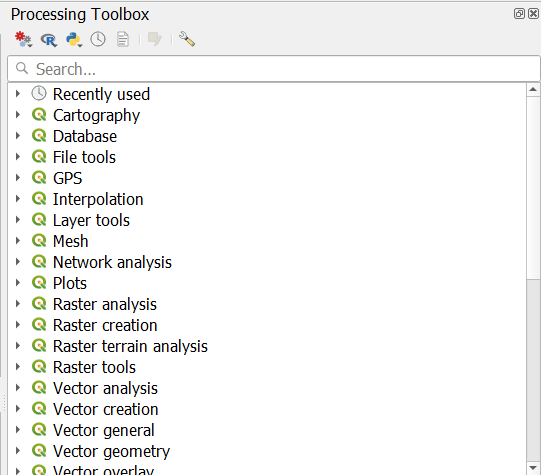 Processing Toolbox
Search...
Recently used
Cartography
Database
File tools
GPS
Interpolation
Layer tools
Mesh
Network analysis
Plots
Raster analysis
Raster creation
Raster terrain analysis
Raster tools
Vector analysis
Vector creation
Vector general
Vector geometry
Vector overlay